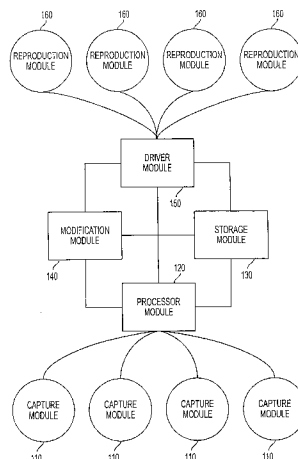 160 160 160 160
REPRODUCTION MODULE
REPRODUCTION MODULE
REPRODUCTION MODULE
REPRODUCTION MODULE
DRIVER MODULE
150
MODIFICATION MODULE
140
STORAGE MODULE
130
120
PROCESSOR MODULE
CAPTURE MODULE
CAPTURE MODULE
CAPTURE MODULE
CAPTURE MODULE
110 110 110 110